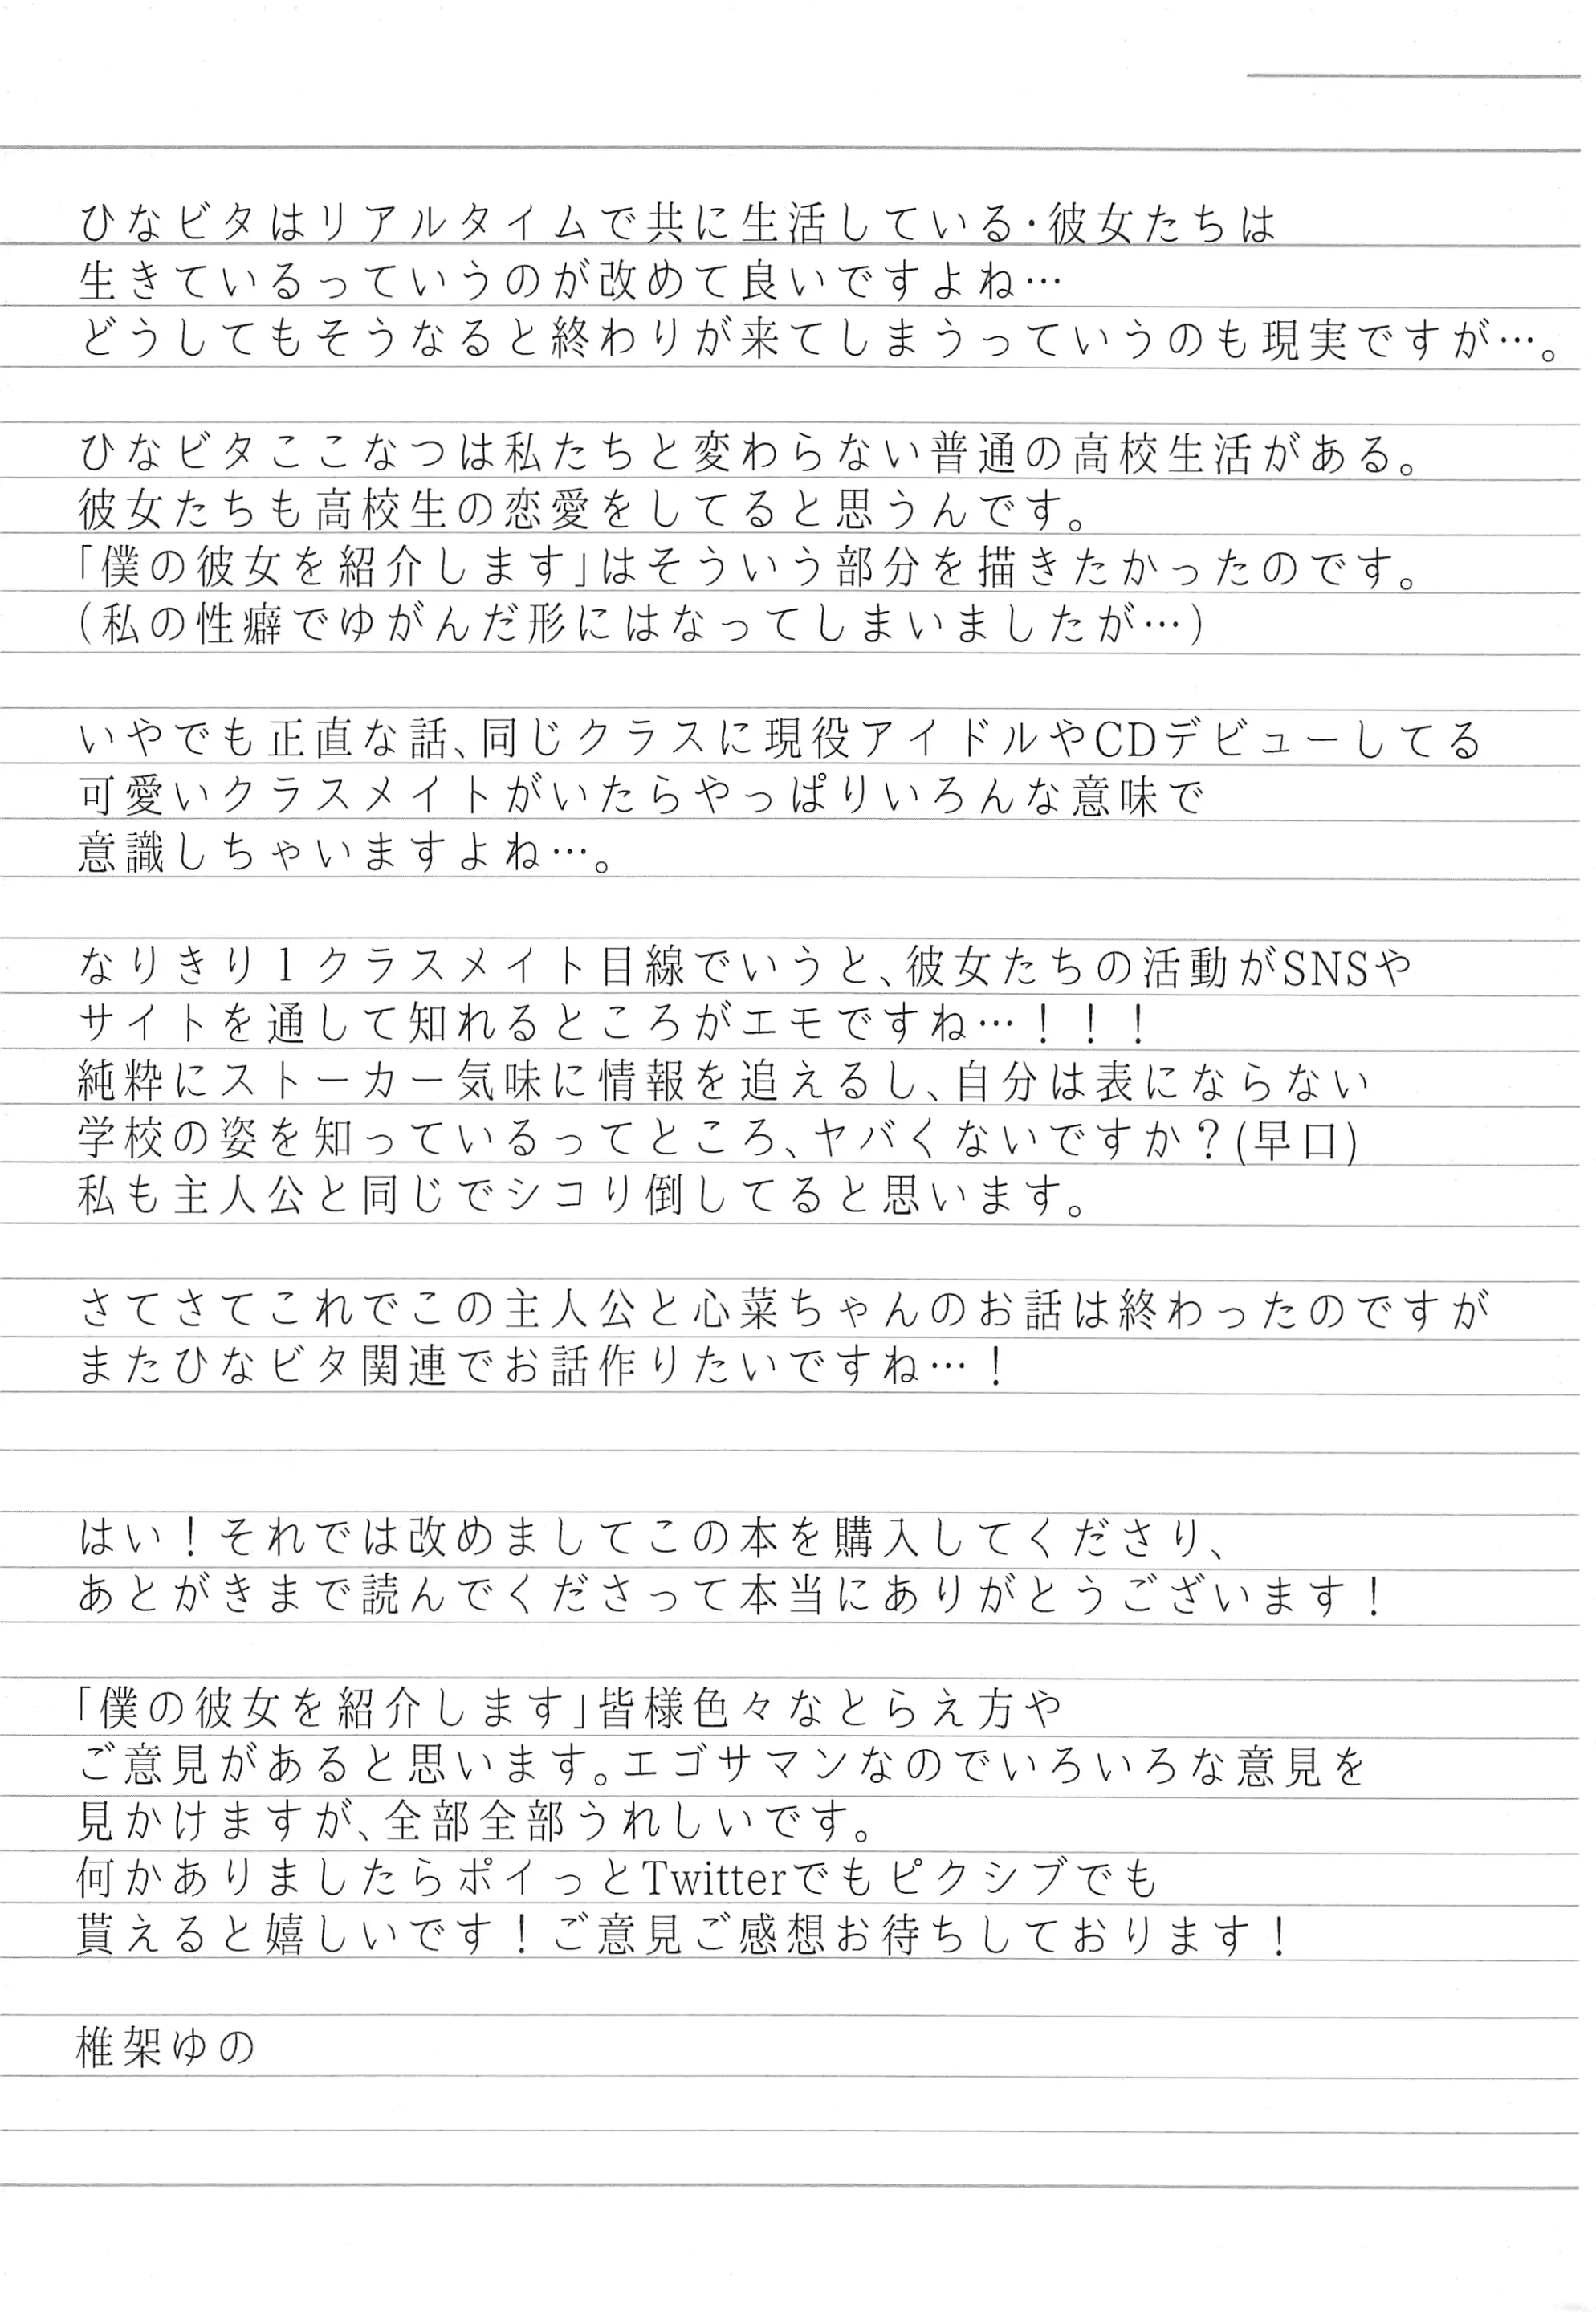 ひなビタはリアルタイムで共に生活している・彼女たちは
生きているっていうのが改めて良いですよね…
どうしてもそうなると終わりが来てしまうっていうのも現実ですが…。
ひなビタここなつは私たちと変わらない普通の高校生活がある。
彼女たちも高校生の恋愛をしてると思うんです。
「僕の彼女を紹介します」はそういう部分を描きたかったのです。
(私の性癖でゆがんだ形にはなってしまいましたが…)
いやでも正直な話、同じクラスに現役アイドルやCDデビューしてる
可愛いクラスメイトがいたらやっぱりいろんな意味で
意識しちゃいますよね…。
なりきり１クラスメイト目線でいうと、彼女たちの活動がSNSや
サイトを通して知れるところがエモですね…！！！
純粋にストーカー気味に情報を追えるし、自分は表にならない
学校の姿を知っているってところ、ヤバくないですか？(早口)
私も主人公と同じでシコり倒してると思います。
さてさてこれでこの主人公と心菜ちゃんのお話は終わったのですが
またひなビタ関連でお話作りたいですね…！
はい！それでは改めましてこの本を購入してくださり、
あとがきまで読んでくださって本当にありがとうございます！
「僕の彼女を紹介します」皆様色々なとらえ方や
ご意見があると思います。エゴサマンなのでいろいろな意見を
見かけますが、全部全部うれしいです。
何かありましたらポイっとTwitterでもピクシブでも
貰えると嬉しいです！ご意見ご感想お待ちしております！
椎架ゆの